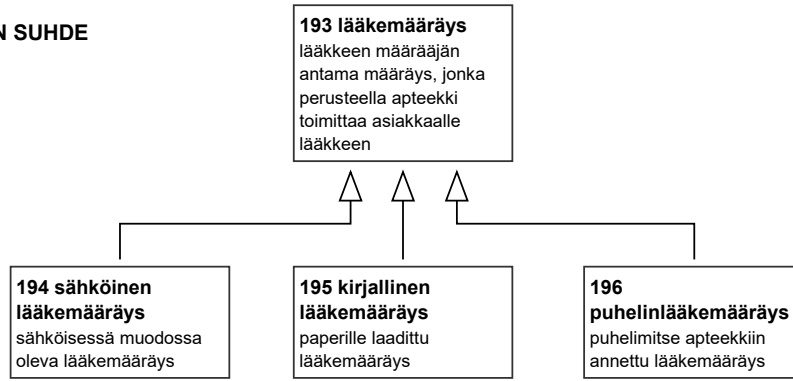 N SUHDE
193 lääkemääräys
lääkkeen määrääjän
antama määräys, jonka
perusteella apteekki
toimittaa asiakkaalle
lääkkeen
194 sähköinen
lääkemääräys
sähköisessä muodossa
oleva lääkemääräys
195 kirjallinen
lääkemääräys
paperille laadittu
lääkemääräys
196
puhelinlääkemääräys
puhelimitse apteekkiin
annettu lääkemääräys